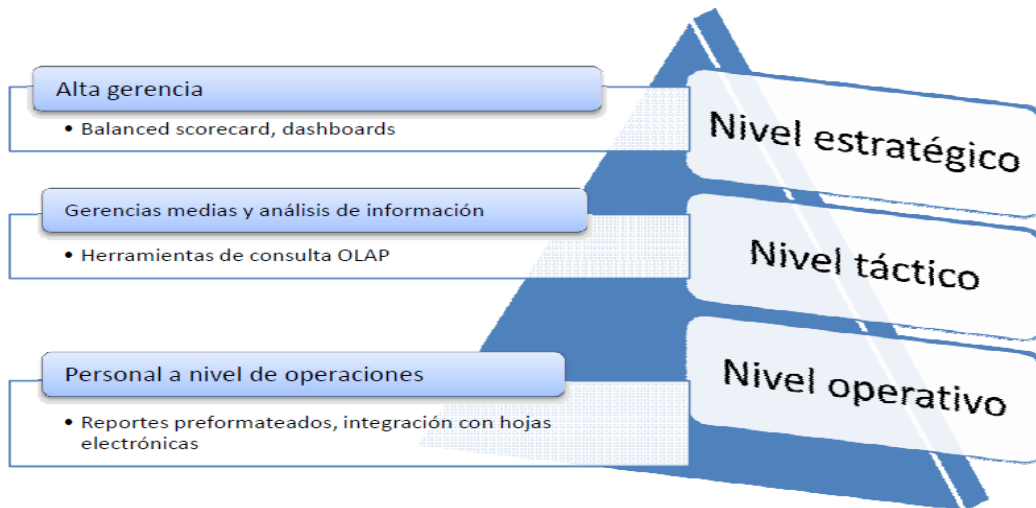 Alta gerencia
• Balanced scorecard, dashboards
Nivel estratégico
Gerencias medias y análisis de información
• Herramientas de consulta OLAP
Nivel táctico
Personal a nivel de operaciones
• Reportes preformateados, integración con hojas
electrónicas
Nivel operativo